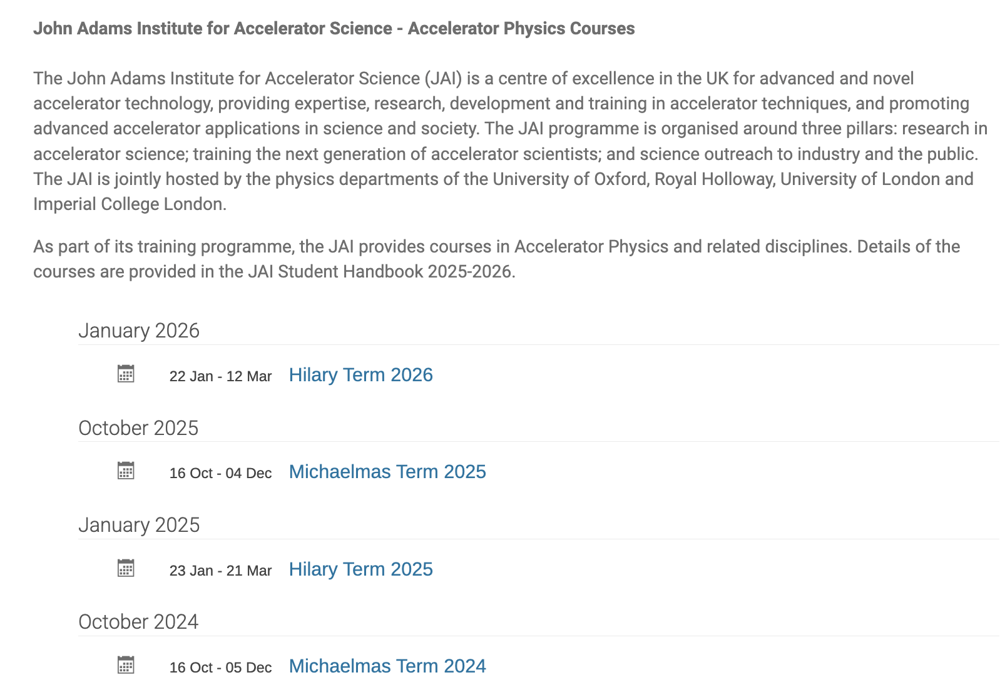 John Adams Institute for Accelerator Science - Accelerator Physics Courses
The John Adams Institute for Accelerator Science (JAI) is a centre of excellence in the UK for advanced and novel
accelerator technology, providing expertise, research, development and training in accelerator techniques, and promoting
advanced accelerator applications in science and society. The JAI programme is organised around three pillars: research in
accelerator science; training the next generation of accelerator scientists; and science outreach to industry and the public.
The JAI is jointly hosted by the physics departments of the University of Oxford, Royal Holloway, University of London and
Imperial College London.
As part of its training programme, the JAI provides courses in Accelerator Physics and related disciplines. Details of the
courses are provided in the JAI Student Handbook 2025-2026.
January 2026
22 Jan - 12 Mar Hilary Term 2026
October 2025
16 Oct - 04 Dec Michaelmas Term 2025
January 2025
23 Jan - 21 Mar Hilary Term 2025
October 2024
16 Oct - 05 Dec Michaelmas Term 2024